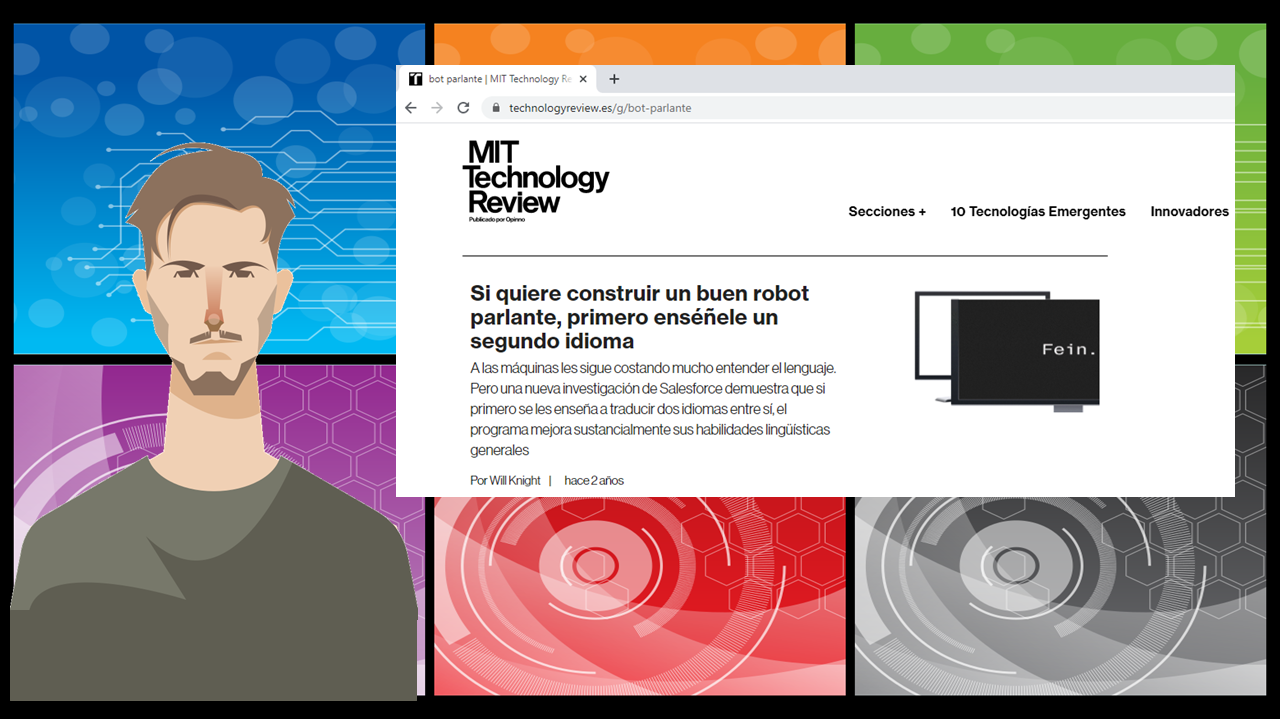 bot parlante | MIT Technology Re
technologyreview.es/g/bot-parlante
MIT
Technology
Review
Publicado por Opinno
Secciones + 10 Tecnologías Emergentes Innovadores
Si quiere construir un buen robot
parlante, primero enséñele un
segundo idioma
A las máquinas les sigue costando mucho entender el lenguaje.
Pero una nueva investigación de Salesforce demuestra que si
primero se les enseña a traducir dos idiomas entre sí, el
programa mejora sustancialmente sus habilidades lingüísticas
generales
Por Will Knight | hace 2 años
Fein.